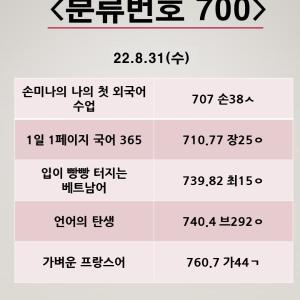 <분류번호 700>
22.8.31(수)
손미나의 나의 첫 외국어
수업
707 손38ㅅ
1일 1페이지 국어 365
710.77 장25ㅇ
입이 빵빵 터지는
베트남어
739.82 최15ㅇ
언어의 탄생
740.4 브292ㅇ
가벼운 프랑스어
760.7 가44ㄱ